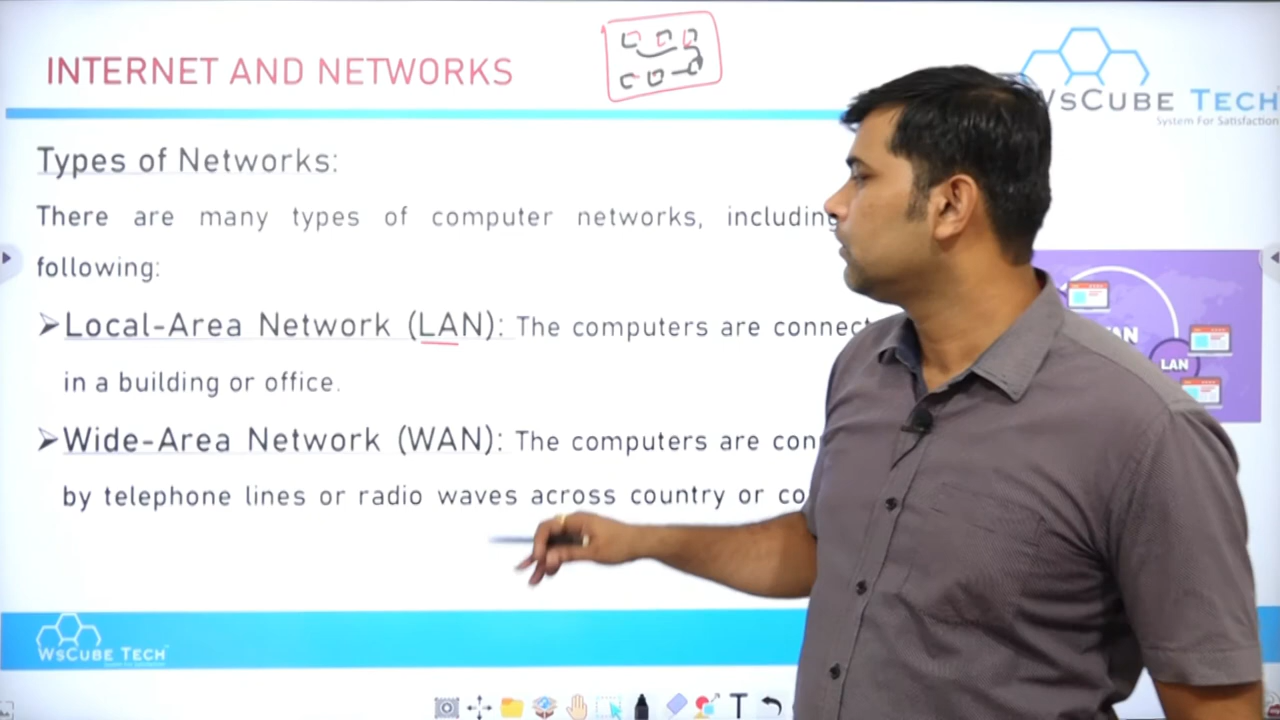 INTERNET AND NETWORKS
WSCUBE TECH
System For Satisfaction
Types of Networks:
There are many types of computer networks, including
following:
➢Local-Area Network (LAN): The computers are connect
in a building or office.
➢Wide-Area Network (WAN): The computers are con
by telephone lines or radio waves across country or co
LAN
WSCUBE TECH
T